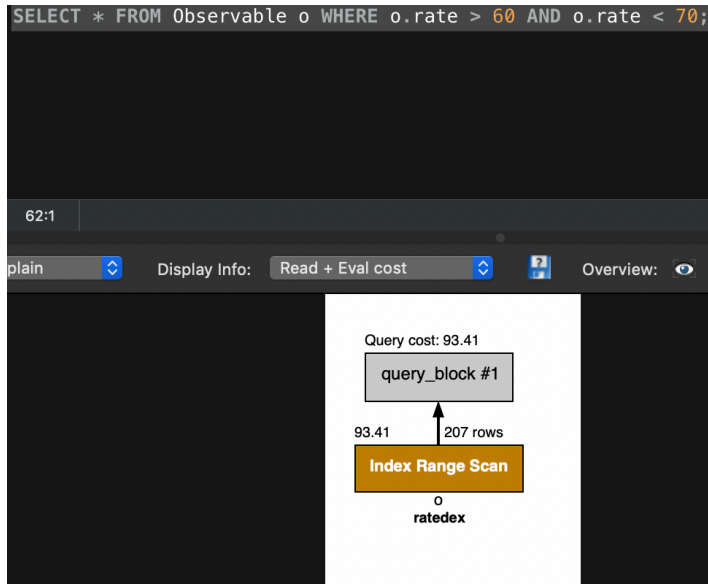 SELECT * FROM Observable o WHERE o.rate > 60 AND o.rate < 70;
62:1
plain Display Info: Read + Eval cost Overview:
Query cost: 93.41
query_block #1
93.41 207 rows
Index Range Scan
o
ratedex